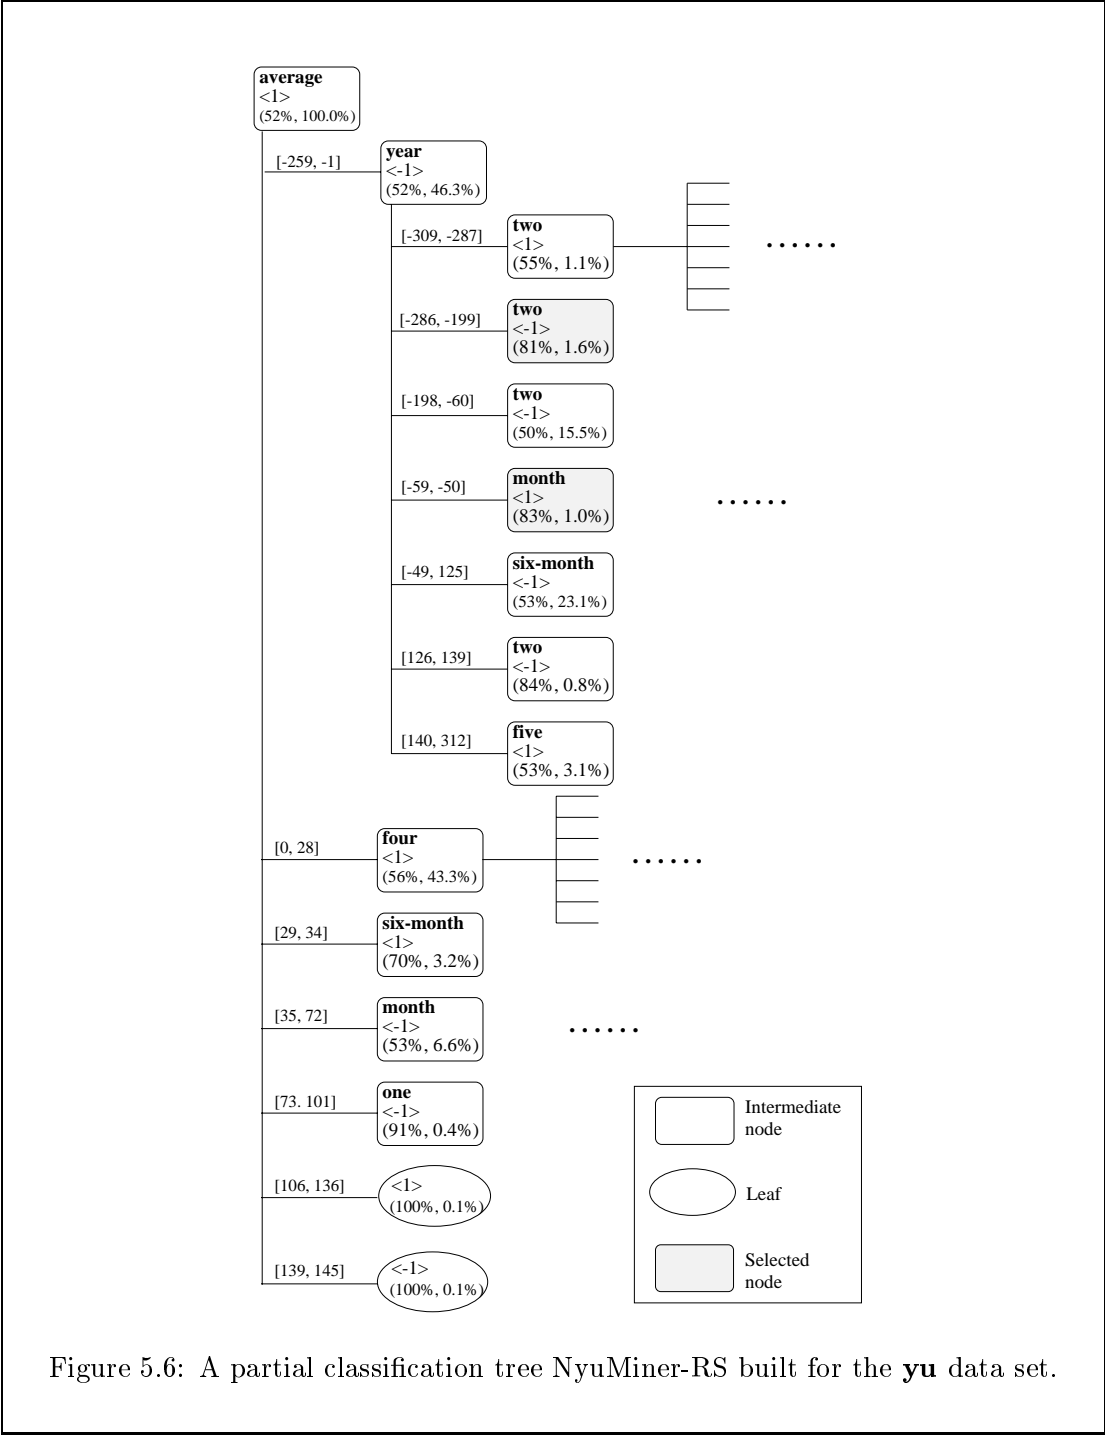 average
<1>
(52%, 100.0%)
[-259, -1]
year
<-1>
(52%, 46.3%)
[-309, -287]
two
<1>
(55%, 1.1%)
......
[-286, -199]
two
<-1>
(81%, 1.6%)
[-198, -60]
two
<-1>
(50%, 15.5%)
[-59, -50]
month
<1>
(83%, 1.0%)
......
[-49, 125]
six-month
<-1>
(53%, 23.1%)
[126, 139]
two
<-1>
(84%, 0.8%)
[140, 312]
five
<1>
(53%, 3.1%)
[0, 28]
four
<1>
(56%, 43.3%)
......
[29, 34]
six-month
<1>
(70%, 3.2%)
[35, 72]
month
<-1>
(53%, 6.6%)
......
[73. 101]
one
<-1>
(91%, 0.4%)
[106, 136]
<1>
(100%, 0.1%)
[139, 145]
<-1>
(100%, 0.1%)
Intermediate
node
Leaf
Selected
node
Figure 5.6: A partial classification tree NyuMiner-RS built for the yu data set.